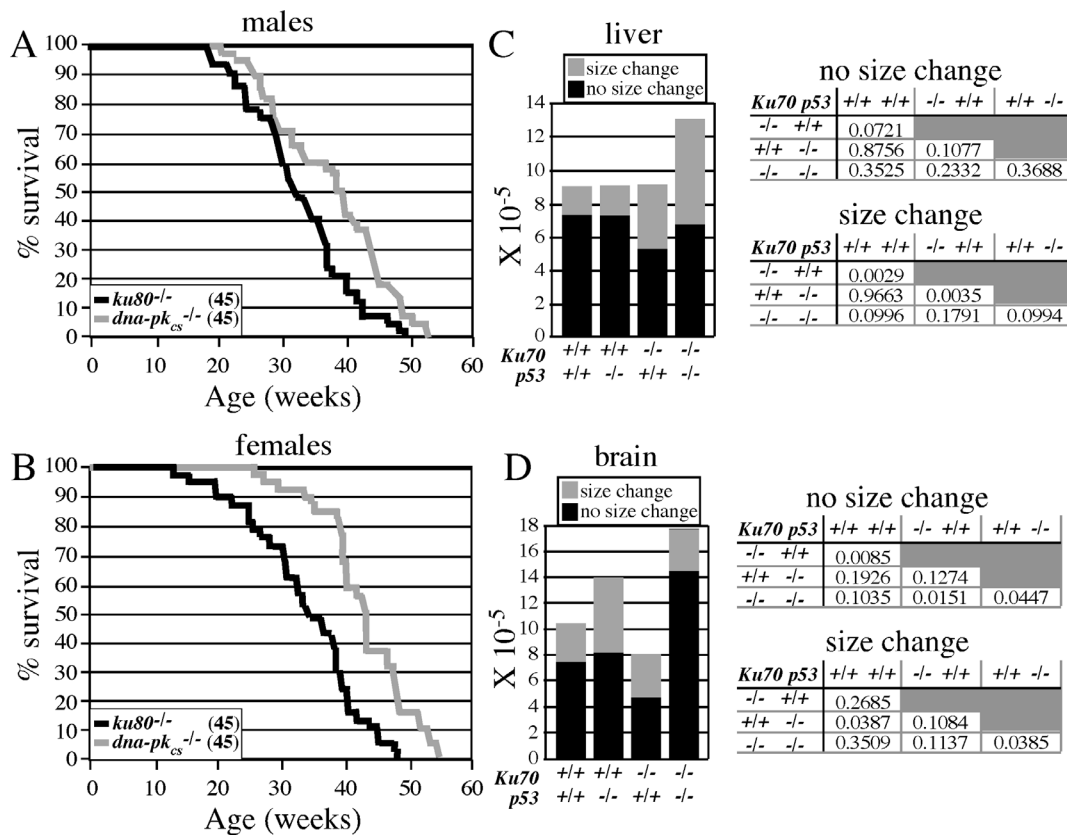 A
males
% survival
100
90
80
70
60
50
40
30
20
10
0
ku80-/- (45)
dna-pkcs-/- (45)
0 10 20 30 40 50 60
Age (weeks)
B
females
% survival
100
90
80
70
60
50
40
30
20
10
0
ku80-/- (45)
dna-pkcs-/- (45)
0 10 20 30 40 50 60
Age (weeks)
C
liver
size change
no size change
X 10-5
14
12
10
8
6
4
2
0
Ku70 +/+ +/+ -/- -/-
p53 +/+ -/- +/+ -/-
no size change
Ku70 p53 +/+ +/+ -/- +/+ +/+ -/-
-/- +/+ 0.0721
+/+ -/- 0.8756 0.1077
-/- -/- 0.3525 0.2332 0.3688
size change
Ku70 p53 +/+ +/+ -/- +/+ +/+ -/-
-/- +/+ 0.0029
+/+ -/- 0.9663 0.0035
-/- -/- 0.0996 0.1791 0.0994
D
brain
size change
no size change
X 10-5
18
16
14
12
10
8
6
4
2
0
Ku70 +/+ +/+ -/- -/-
p53 +/+ -/- +/+ -/-
no size change
Ku70 p53 +/+ +/+ -/- +/+ +/+ -/-
-/- +/+ 0.0085
+/+ -/- 0.1926 0.1274
-/- -/- 0.1035 0.0151 0.0447
size change
Ku70 p53 +/+ +/+ -/- +/+ +/+ -/-
-/- +/+ 0.2685
+/+ -/- 0.0387 0.1084
-/- -/- 0.3509 0.1137 0.0385